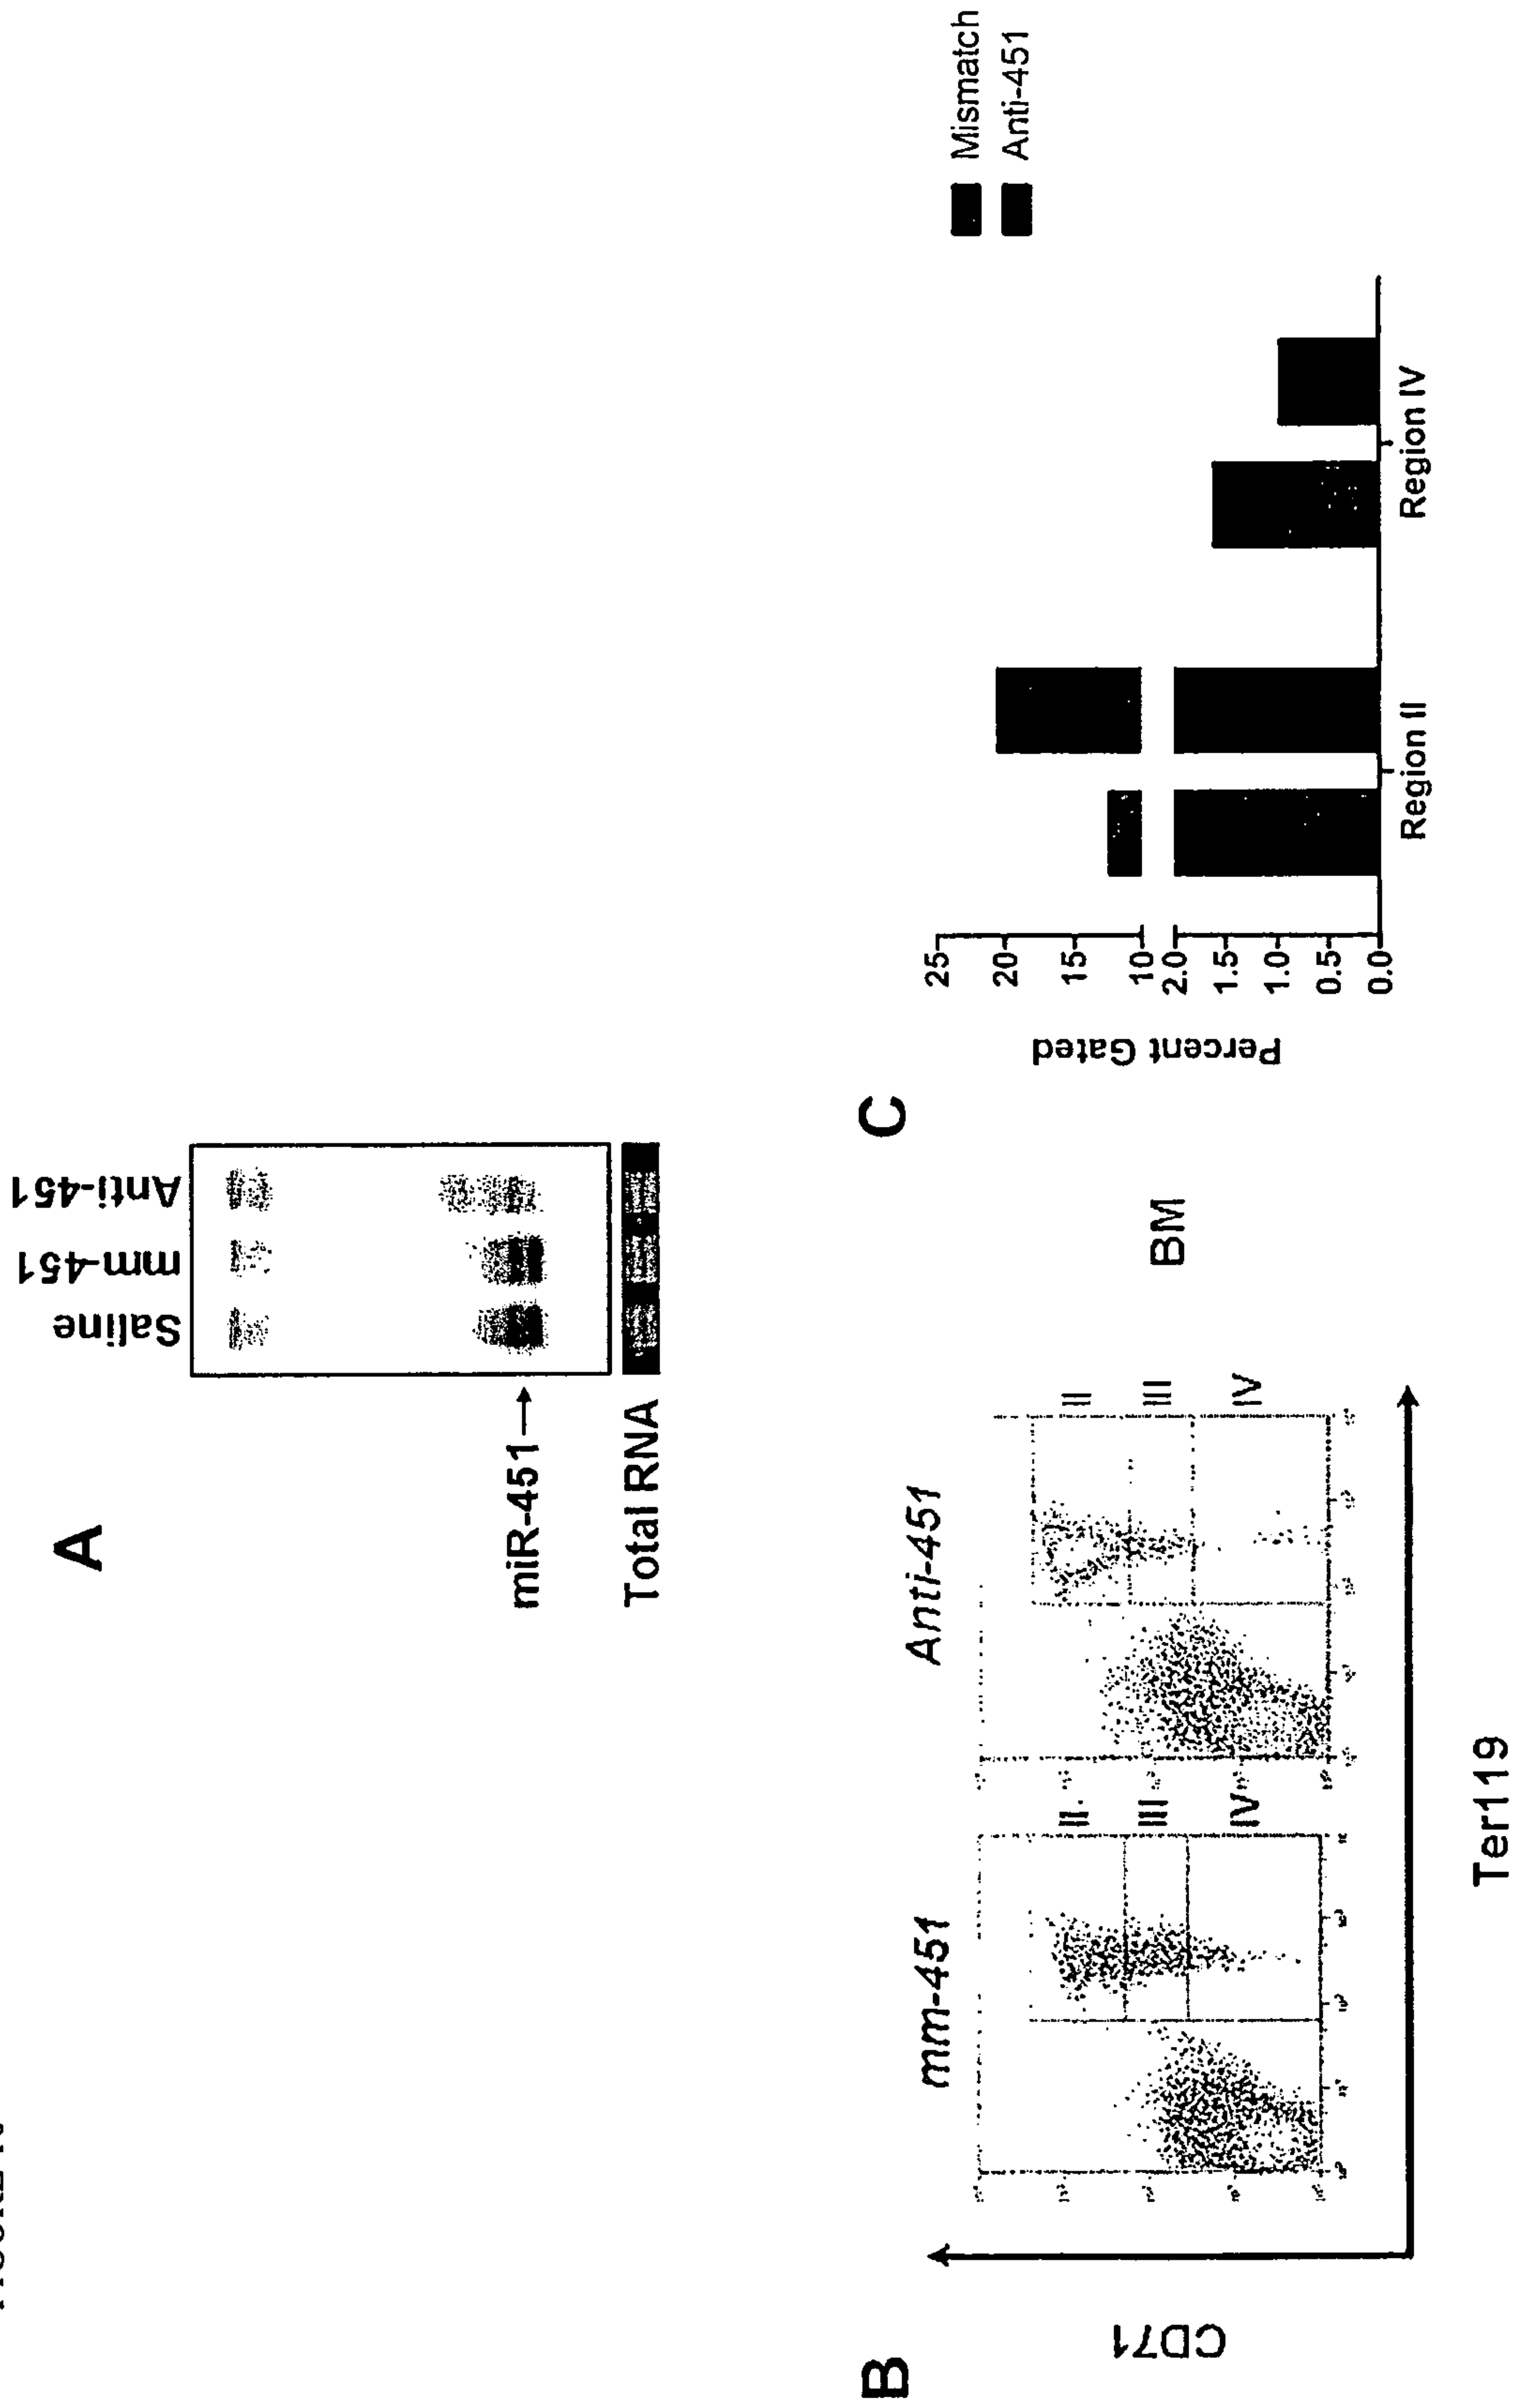 A
Saline
mm-451
Anti-451
miR-451→
Total RNA
B
mm-451
Anti-451
CD71
II
III
IV
II
III
IV
BM
Ter119
C
Mismatch
Anti-451
Percent Gated
25
20
15
10
2.0
1.5
1.0
0.5
0.0
Region II
Region IV